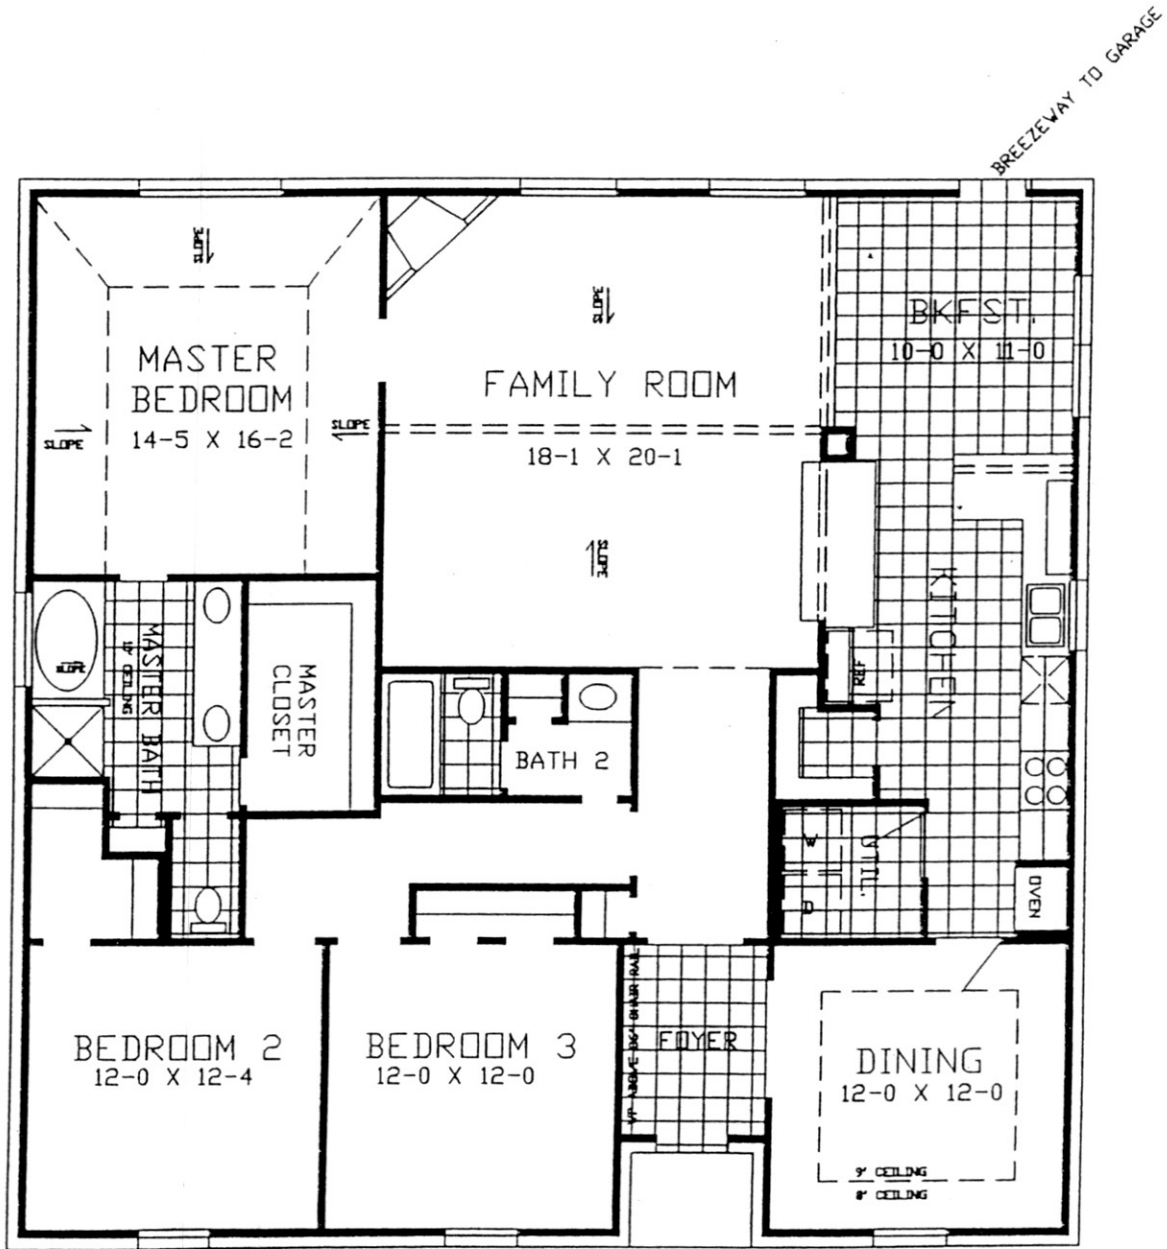 BREEZEWAY TO GARAGE
SLOPE
SLOPE
BKFST.
10-0 X 11-0
MASTER
BEDROOM
14-5 X 16-2
SLOPE
SLOPE
FAMILY ROOM
18-1 X 20-1
SLOPE
KITCHEN
REF
MASTER BATH
10' CEILING
SLOPE
MASTER
CLOSET
BATH 2
W
D
UTIL.
OVEN
BEDROOM 2
12-0 X 12-4
BEDROOM 3
12-0 X 12-0
FOYER
DINING
12-0 X 12-0
9' CEILING
8' CEILING